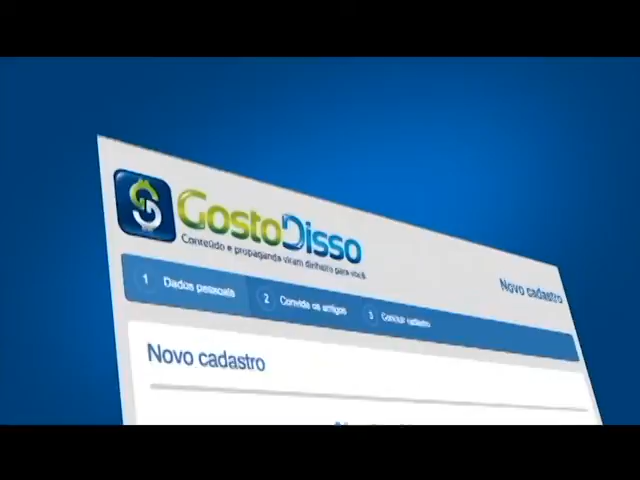 GostoDisso
Conteúdo e propaganda viram dinheiro para você
Novo cadastro
1 Dados pessoais 2 Convide os amigos 3 Concluir cadastro
Novo cadastro